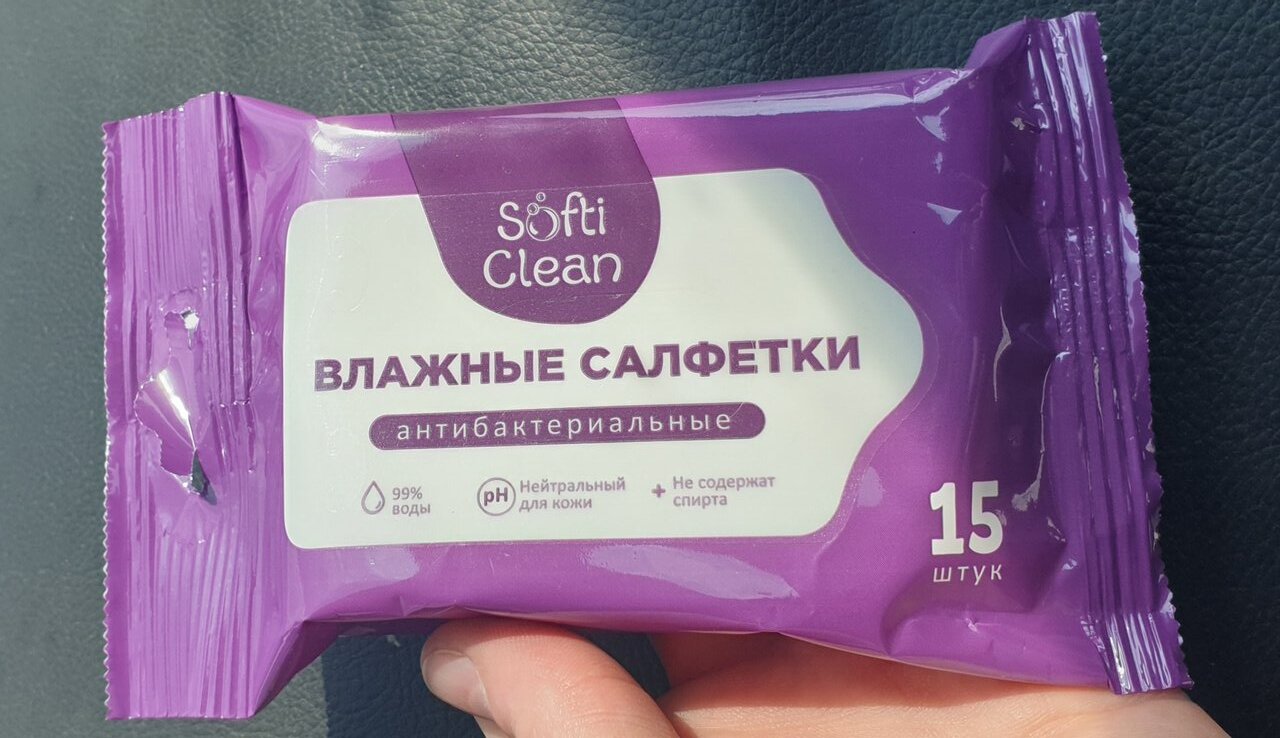 Softi
Clean
ВЛАЖНЫЕ САЛФЕТКИ
антибактериальные
99%
воды
pH
Нейтральный
для кожи
+ Не содержат
спирта
15
штук